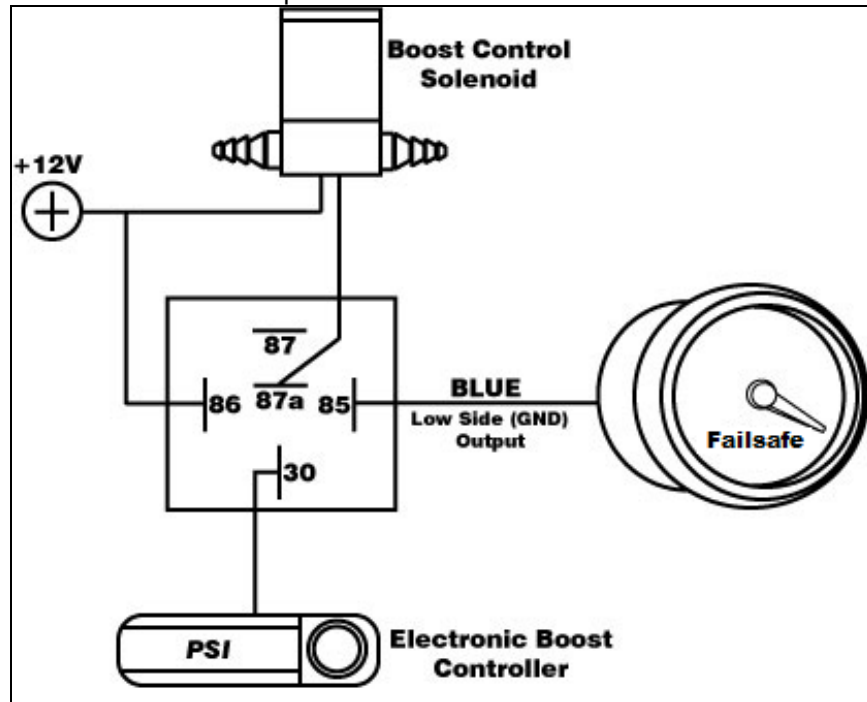 Boost Control
Solenoid
+12V
87
86
87a
85
BLUE
Low Side (GND)
Output
Failsafe
30
PSI
Electronic Boost
Controller